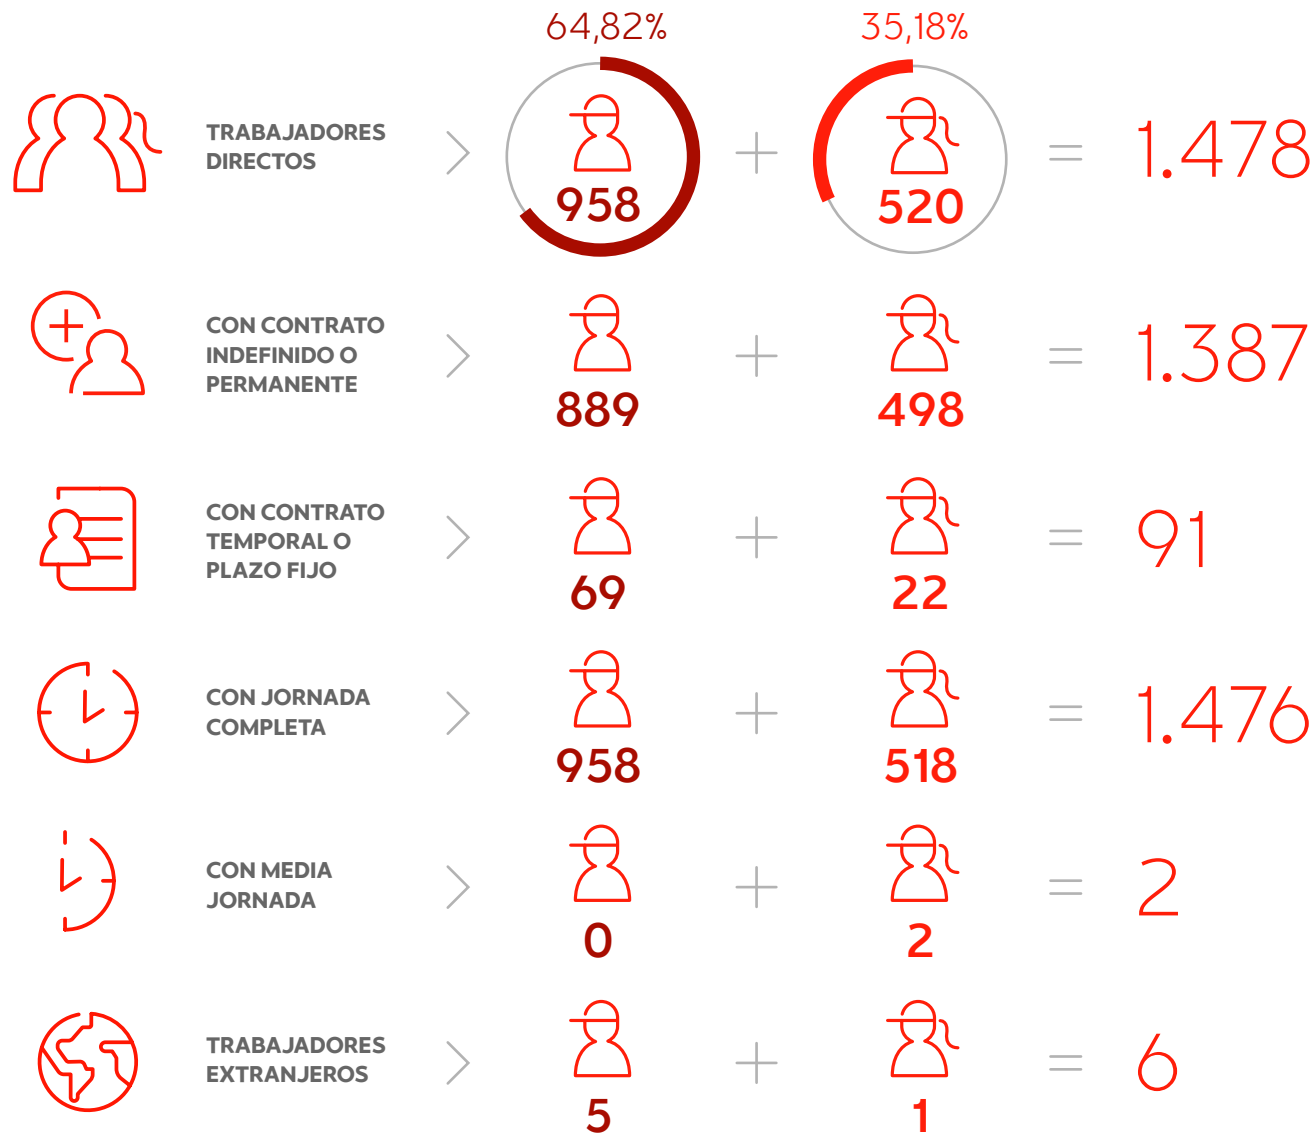 64,82%
35,18%
TRABAJADORES
DIRECTOS
958
+
520
=
1.478
CON CONTRATO
INDEFINIDO O
PERMANENTE
889
+
498
=
1.387
CON CONTRATO
TEMPORAL O
PLAZO FIJO
69
+
22
=
91
CON JORNADA
COMPLETA
958
+
518
=
1.476
CON MEDIA
JORNADA
0
+
2
=
2
TRABAJADORES
EXTRANJEROS
5
+
1
=
6